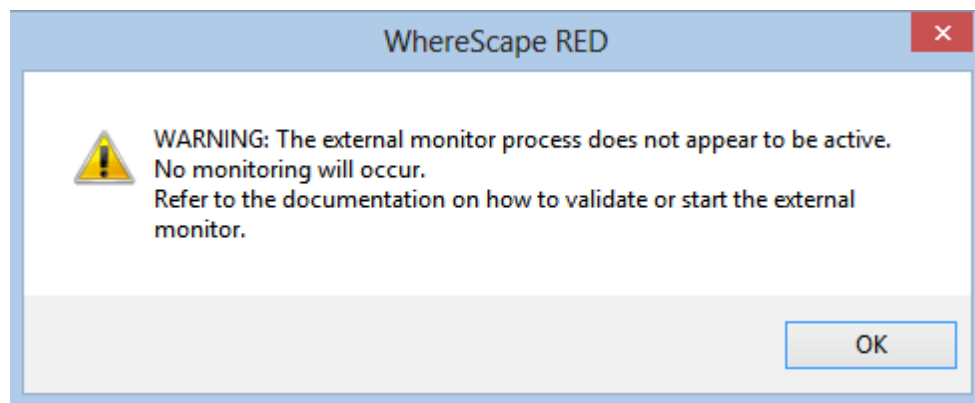 WhereScape RED
WARNING: The external monitor process does not appear to be active.
No monitoring will occur.
Refer to the documentation on how to validate or start the external
monitor.
OK